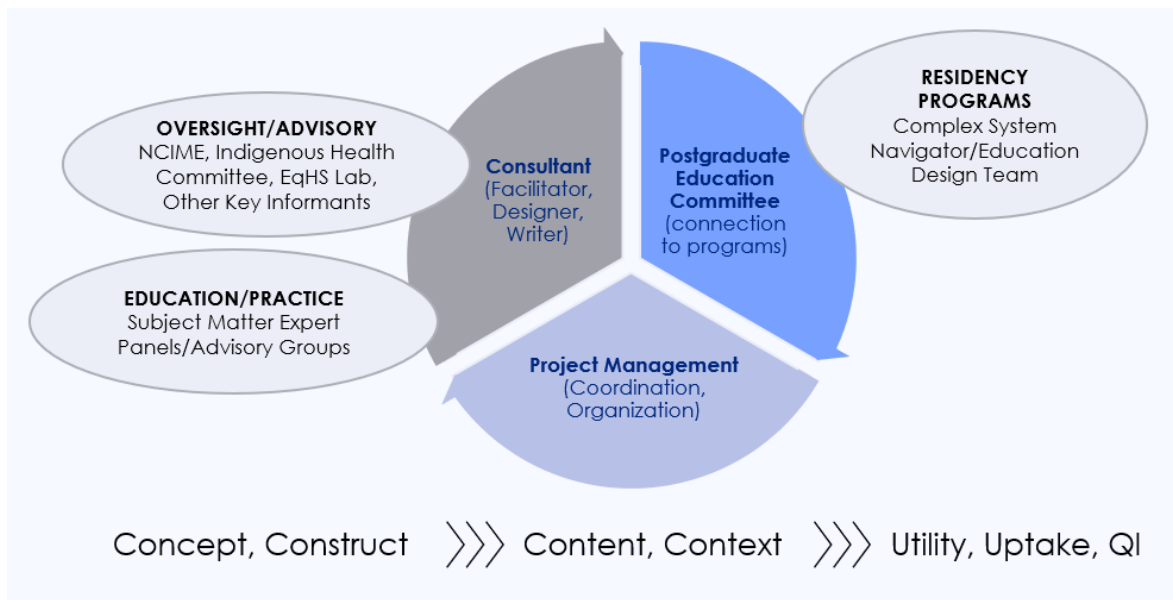 OVERSIGHT/ADVISORY
NCIME, Indigenous Health
Committee, EqHS Lab,
Other Key Informants
EDUCATION/PRACTICE
Subject Matter Expert
Panels/Advisory Groups
Consultant
(Facilitator,
Designer,
Writer)
Postgraduate
Education
Committee
(connection
to programs)
RESIDENCY
PROGRAMS
Complex System
Navigator/Education
Design Team
Project Management
(Coordination,
Organization)
Concept, Construct
Content, Context
Utility, Uptake, QI